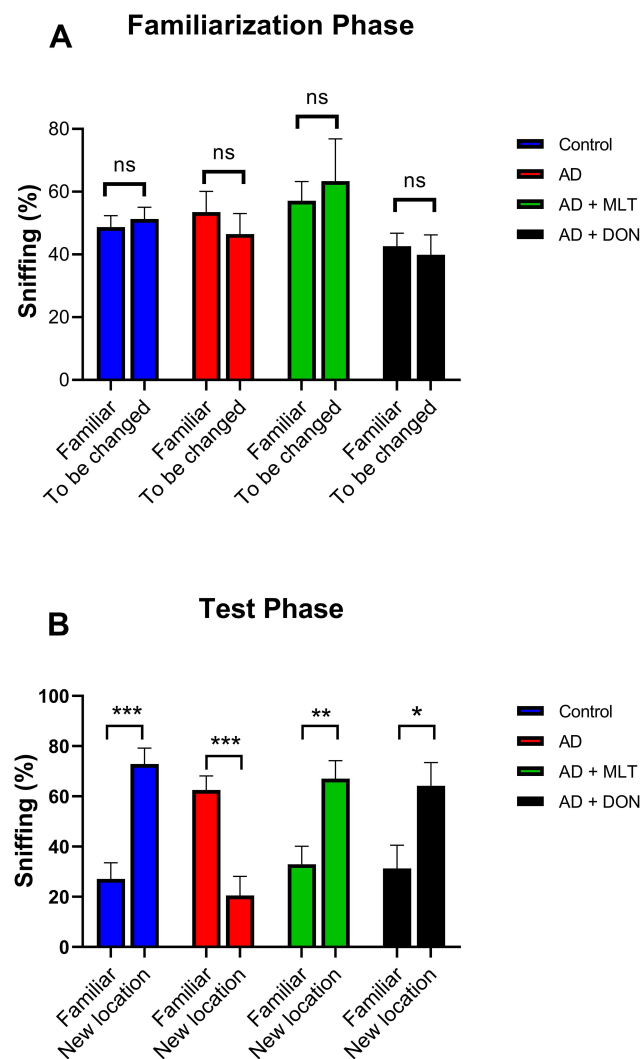 A
Familiarization Phase
ns
ns
ns
ns
Control
AD
AD + MLT
AD + DON
Sniffing (%)
80
60
40
20
0
Familiar
To be changed
Familiar
To be changed
Familiar
To be changed
Familiar
To be changed
B
Test Phase
***
***
**
*
Control
AD
AD + MLT
AD + DON
Sniffing (%)
100
80
60
40
20
0
Familiar
New location
Familiar
New location
Familiar
New location
Familiar
New location